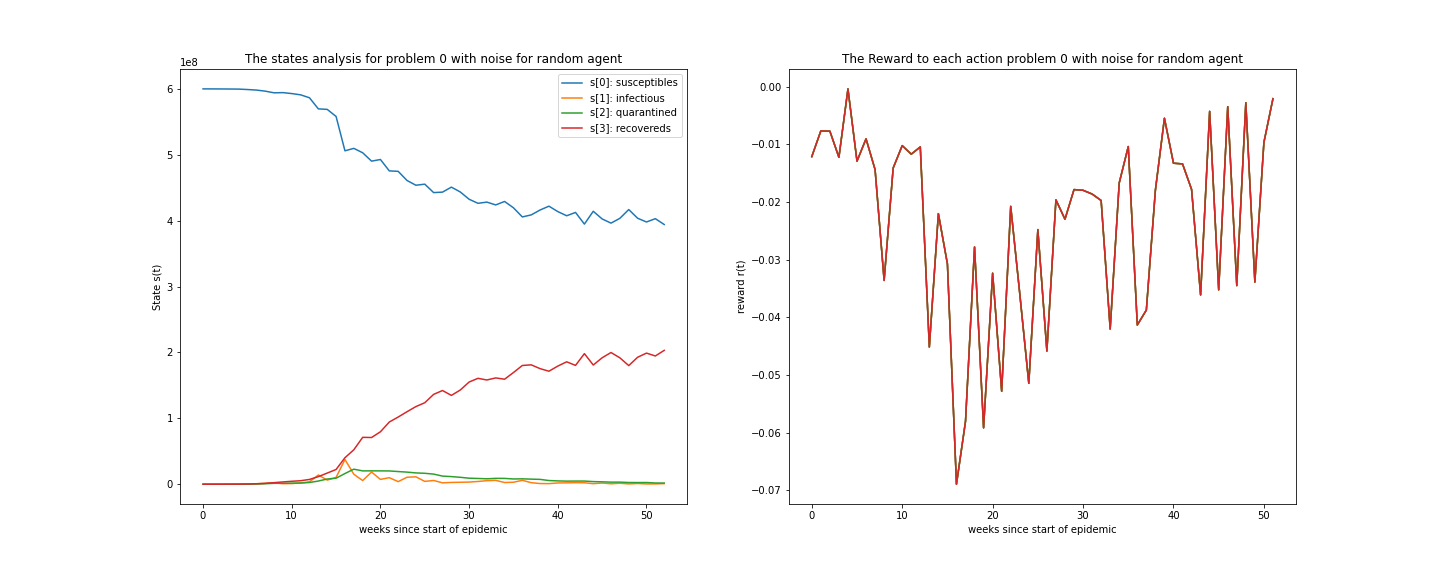 The states analysis for problem 0 with noise for random agent
1e8
6
5
4
3
2
1
0
State s(t)
s[0]: susceptibles
s[1]: infectious
s[2]: quarantined
s[3]: recovereds
0 10 20 30 40 50
weeks since start of epidemic
The Reward to each action problem 0 with noise for random agent
0.00
−0.01
−0.02
−0.03
−0.04
−0.05
−0.06
−0.07
reward r(t)
0 10 20 30 40 50
weeks since start of epidemic